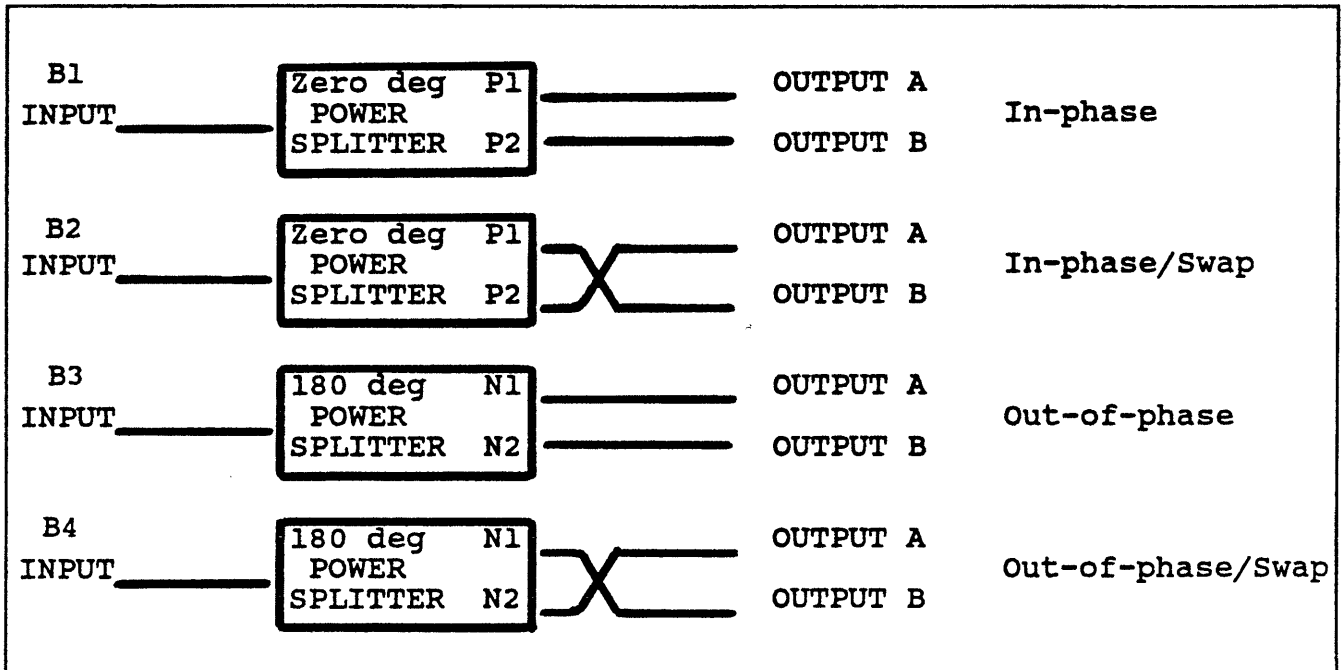 B1
INPUT
Zero deg P1
POWER
SPLITTER P2
OUTPUT A
OUTPUT B
In-phase
B2
INPUT
Zero deg P1
POWER
SPLITTER P2
OUTPUT A
OUTPUT B
In-phase/Swap
B3
INPUT
180 deg N1
POWER
SPLITTER N2
OUTPUT A
OUTPUT B
Out-of-phase
B4
INPUT
180 deg N1
POWER
SPLITTER N2
OUTPUT A
OUTPUT B
Out-of-phase/Swap